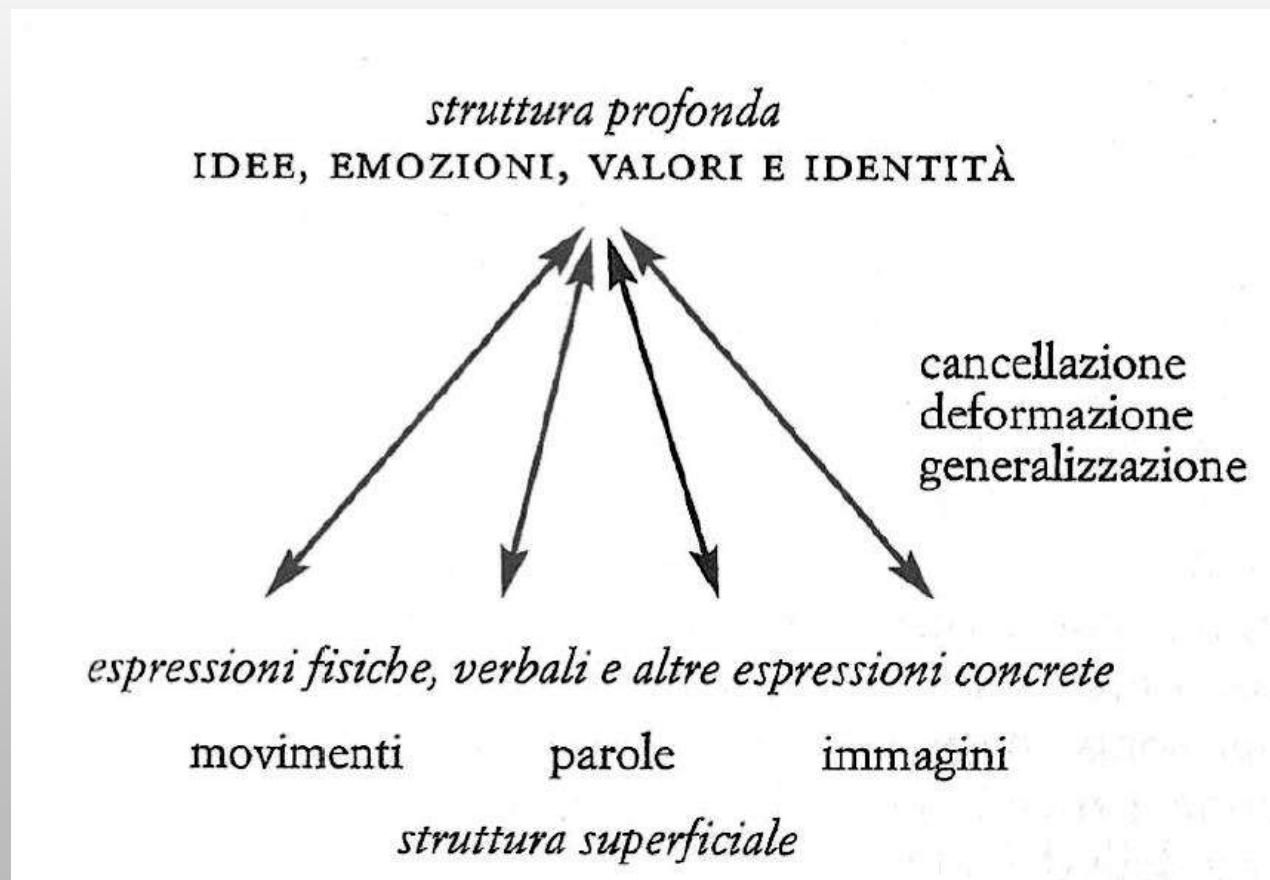 struttura profonda
IDEE, EMOZIONI, VALORI E IDENTITÀ
cancellazione
deformazione
generalizzazione
espressioni fisiche, verbali e altre espressioni concrete
movimenti parole immagini
struttura superficiale